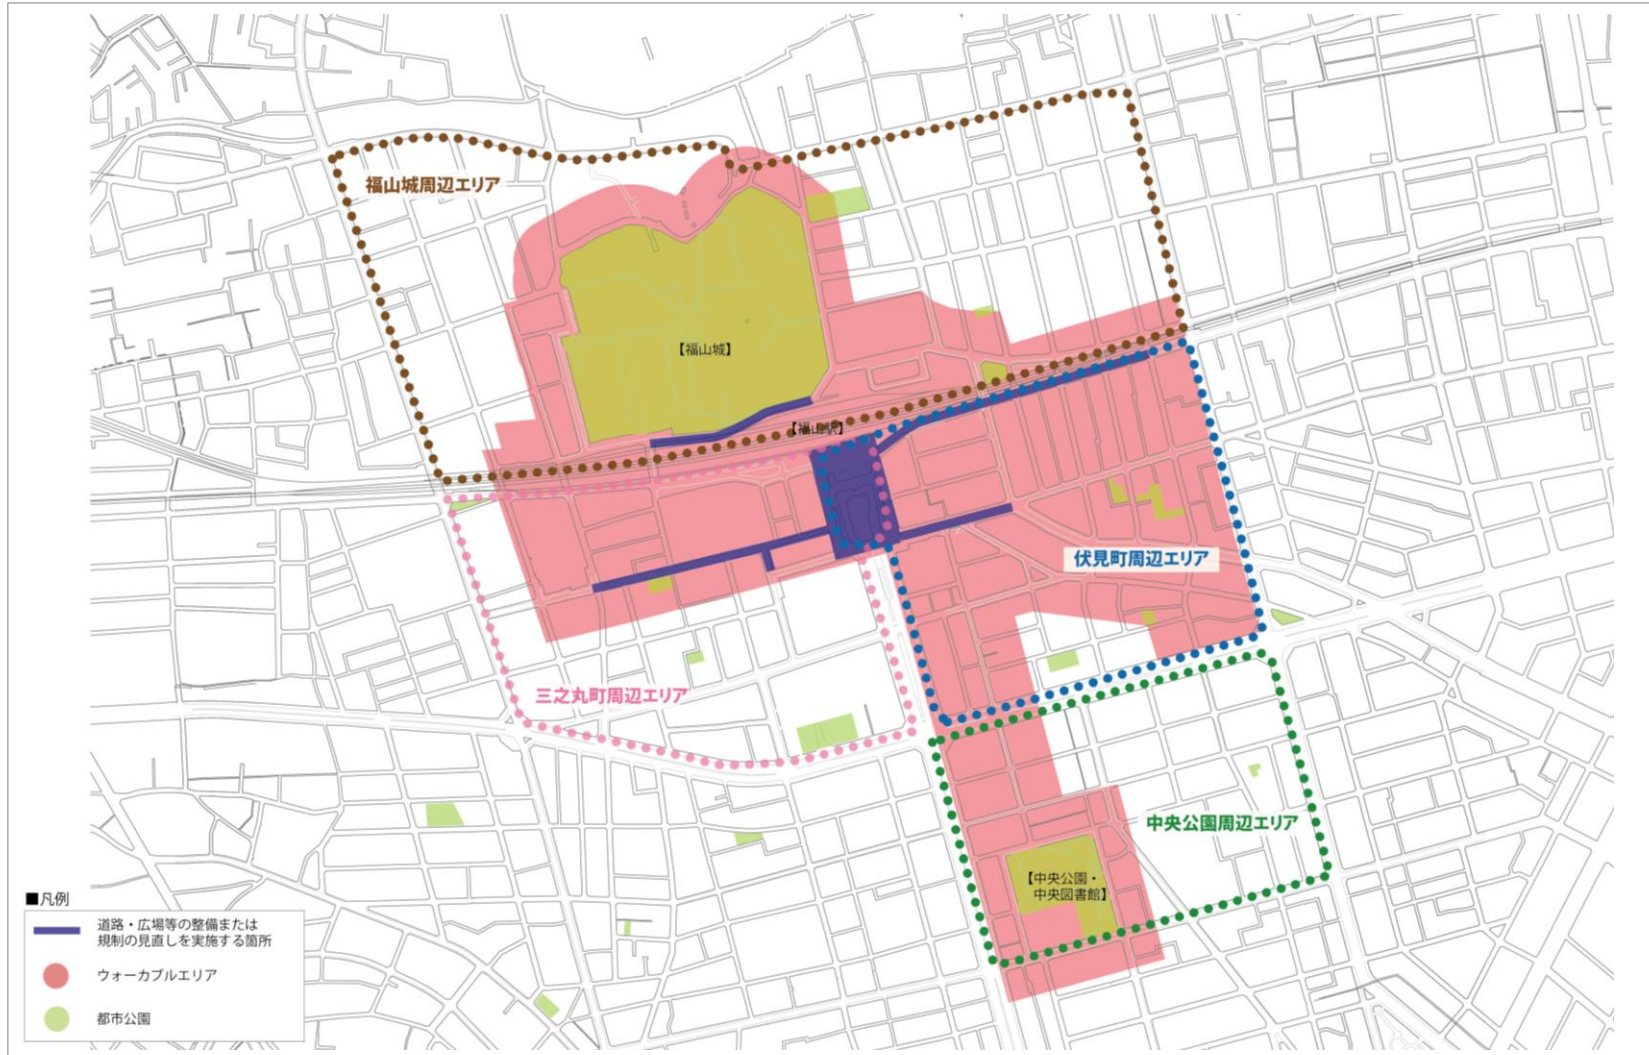 福山城周辺エリア
【福山城】
【福山駅】
伏見町周辺エリア
三之丸町周辺エリア
中央公園周辺エリア
【中央公園・
中央図書館】
■凡例
道路・広場等の整備または
規制の見直しを実施する箇所
ウォーカブルエリア
都市公園